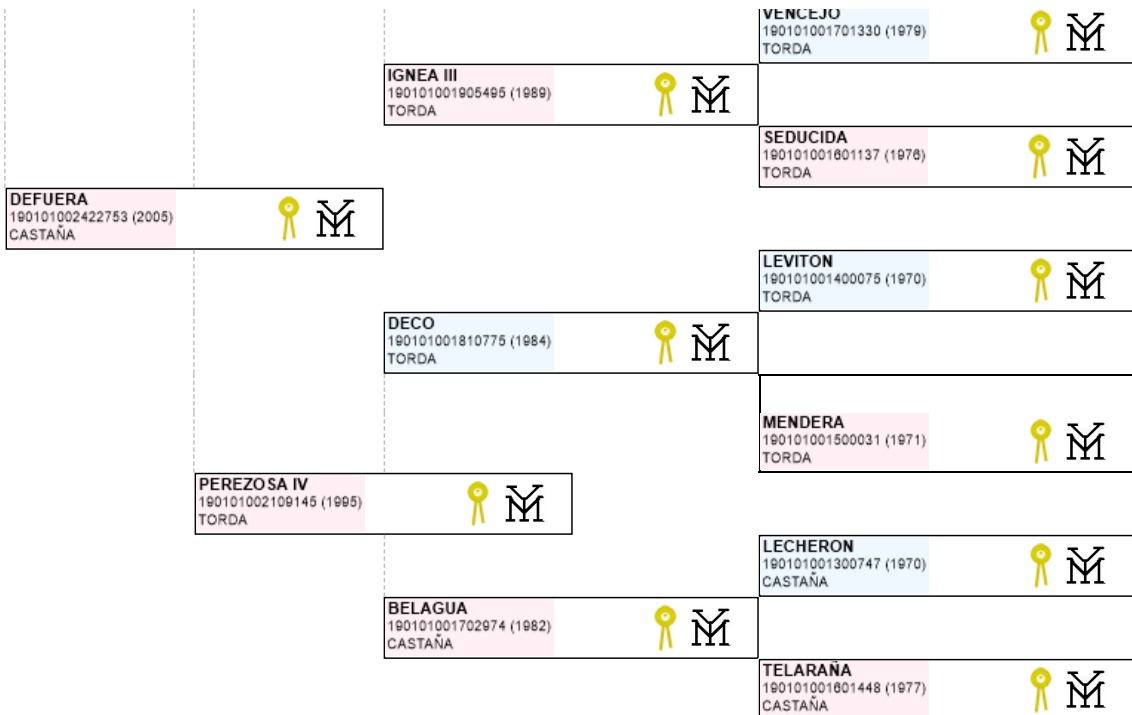 VENCEJO
190101001701330 (1979)
TORDA
IGNEA III
190101001905495 (1989)
TORDA
SEDUCIDA
190101001601137 (1976)
TORDA
DEFUERA
190101002422753 (2005)
CASTAÑA
LEVITON
190101001400075 (1970)
TORDA
DECO
190101001810775 (1984)
TORDA
MENDERA
190101001500031 (1971)
TORDA
PEREZOSA IV
190101002109145 (1995)
TORDA
LECHERON
190101001300747 (1970)
CASTAÑA
BELAGUA
190101001702974 (1982)
CASTAÑA
TELARAÑA
190101001601448 (1977)
CASTAÑA